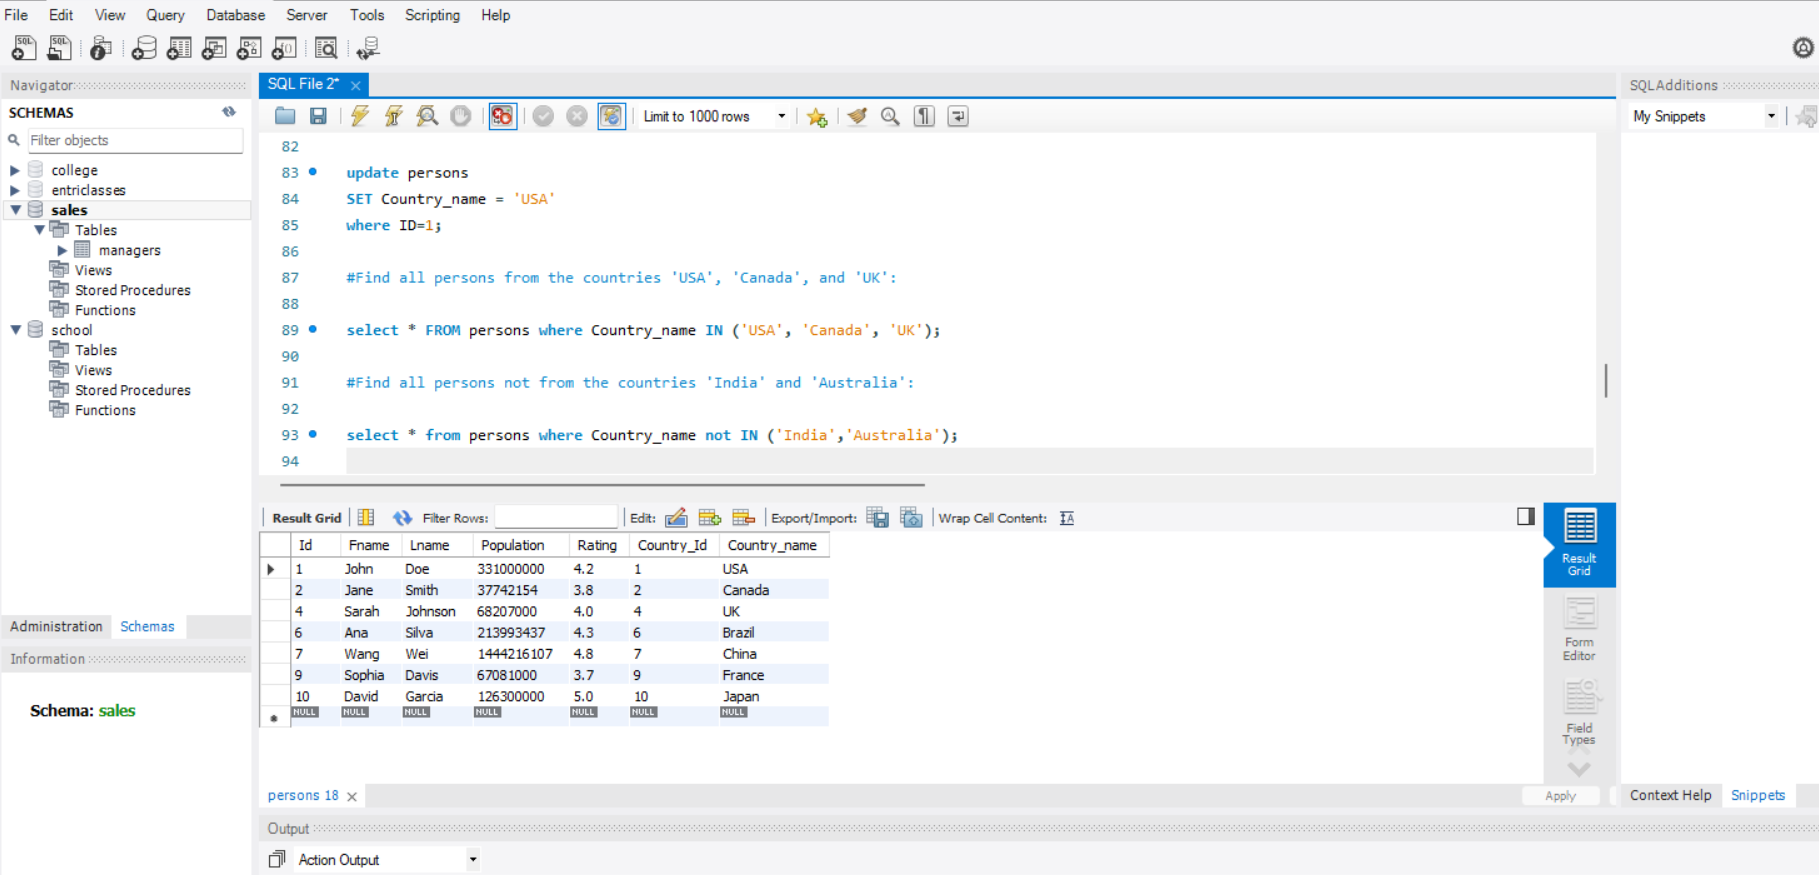 File Edit View Query Database Server Tools Scripting Help
Navigator
SCHEMAS
Filter objects
college
entriclasses
sales
Tables
managers
Views
Stored Procedures
Functions
school
Tables
Views
Stored Procedures
Functions
Administration Schemas
Information
Schema: sales
SQL File 2*
Limit to 1000 rows
82
83 update persons
84 SET Country_name = 'USA'
85 where ID=1;
86
87 #Find all persons from the countries 'USA', 'Canada', and 'UK':
88
89 select * FROM persons where Country_name IN ('USA', 'Canada', 'UK');
90
91 #Find all persons not from the countries 'India' and 'Australia':
92
93 select * from persons where Country_name not IN ('India','Australia');
94
Result Grid Filter Rows: Edit: Export/Import: Wrap Cell Content:
Id Fname Lname Population Rating Country_Id Country_name
1 John Doe 331000000 4.2 1 USA
2 Jane Smith 37742154 3.8 2 Canada
4 Sarah Johnson 68207000 4.0 4 UK
6 Ana Silva 213993437 4.3 6 Brazil
7 Wang Wei 1444216107 4.8 7 China
9 Sophia Davis 67081000 3.7 9 France
10 David Garcia 126300000 5.0 10 Japan
NULL NULL NULL NULL NULL NULL NULL
Result
Grid
Form
Editor
Field
Types
persons 18
Apply
Output
Action Output
SQLAdditions
My Snippets
Context Help Snippets